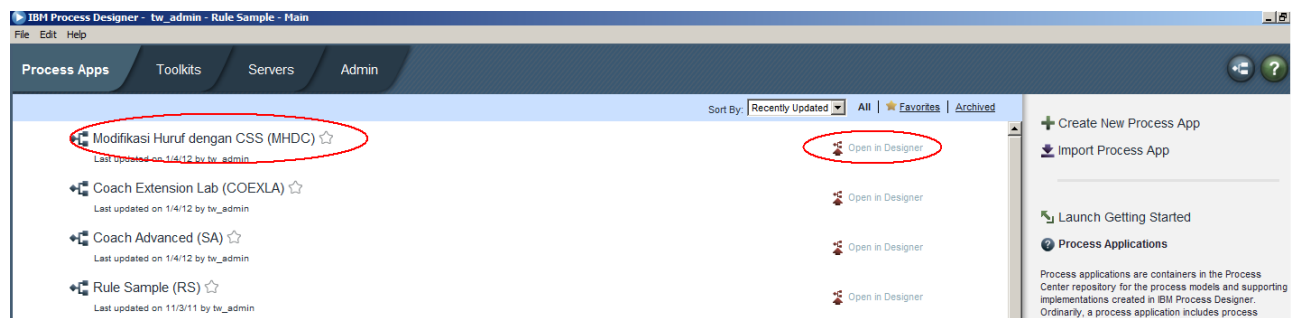 IBM Process Designer - tw_admin - Rule Sample - Main
File Edit Help
Process Apps Toolkits Servers Admin
Sort By: Recently Updated All | Favorites | Archived
Modifikasi Huruf dengan CSS (MHDC)
Last updated on 1/4/12 by tw_admin
Open in Designer
Coach Extension Lab (COEXLA)
Last updated on 1/4/12 by tw_admin
Open in Designer
Coach Advanced (SA)
Last updated on 1/4/12 by tw_admin
Open in Designer
Rule Sample (RS)
Last updated on 11/3/11 by tw_admin
Open in Designer
Create New Process App
Import Process App
Launch Getting Started
Process Applications
Process applications are containers in the Process
Center repository for the process models and supporting
implementations created in IBM Process Designer.
Ordinarily, a process application includes process